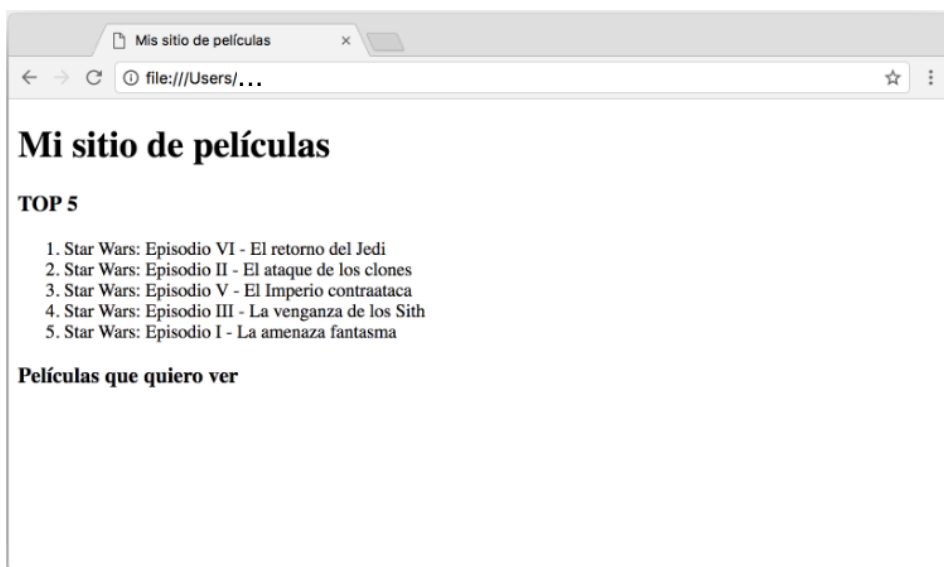 Mis sitio de películas
file:///Users/...
Mi sitio de películas
TOP 5
1. Star Wars: Episodio VI - El retorno del Jedi
2. Star Wars: Episodio II - El ataque de los clones
3. Star Wars: Episodio V - El Imperio contraataca
4. Star Wars: Episodio III - La venganza de los Sith
5. Star Wars: Episodio I - La amenaza fantasma
Películas que quiero ver